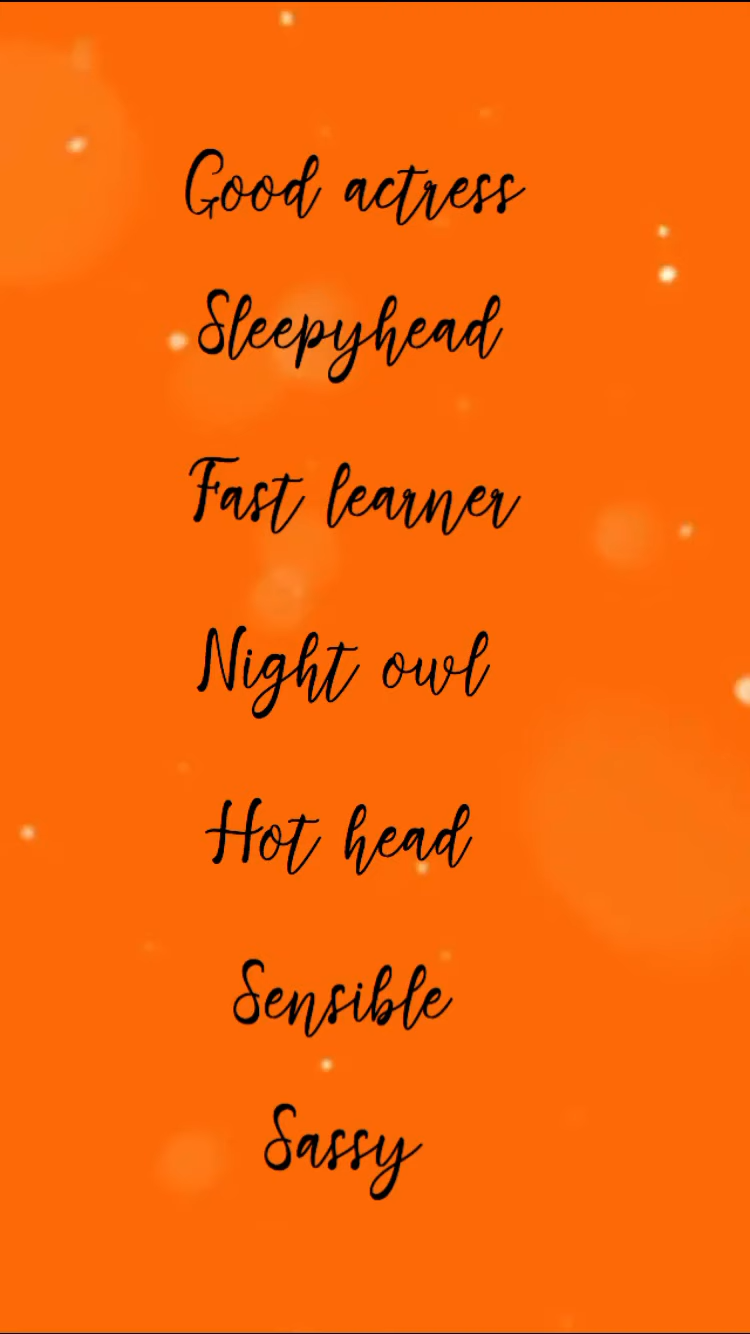 Good actress
Sleepyhead
Fast learner
Night owl
Hot head
Sensible
Sassy